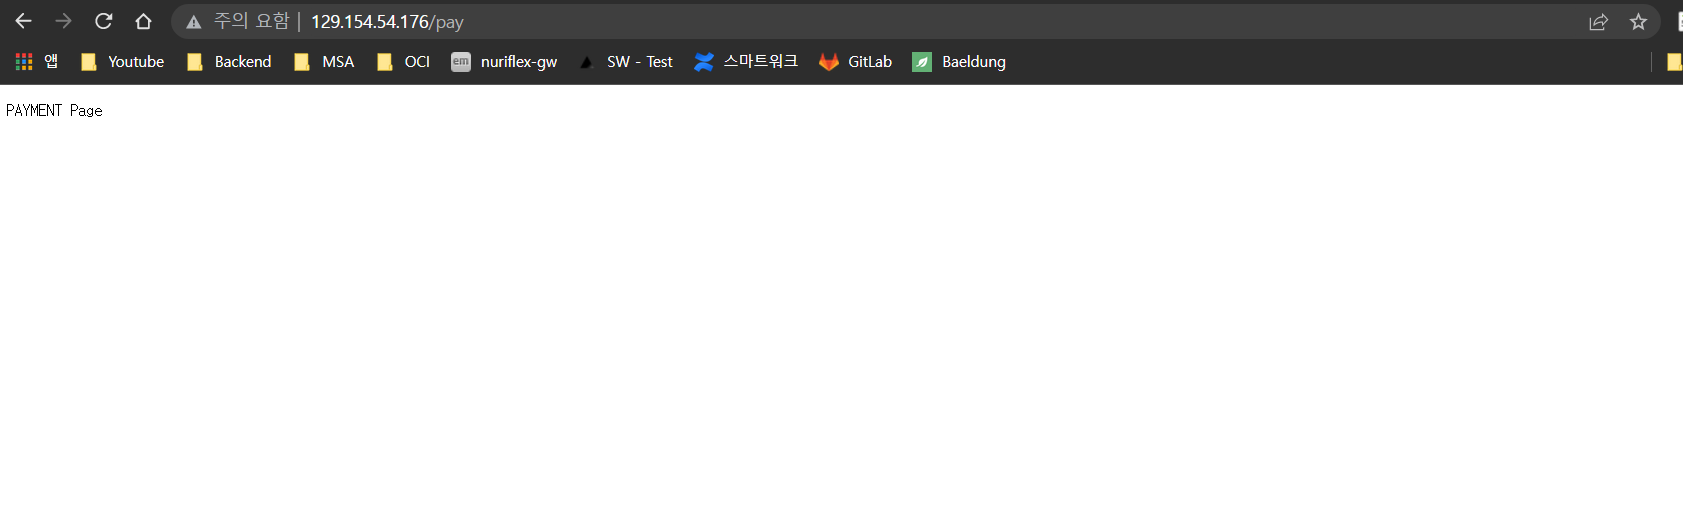 주의 요함 | 129.154.54.176/pay
앱 Youtube Backend MSA OCI em nuriflex-gw SW - Test 스마트워크 GitLab Baeldung
PAYMENT Page